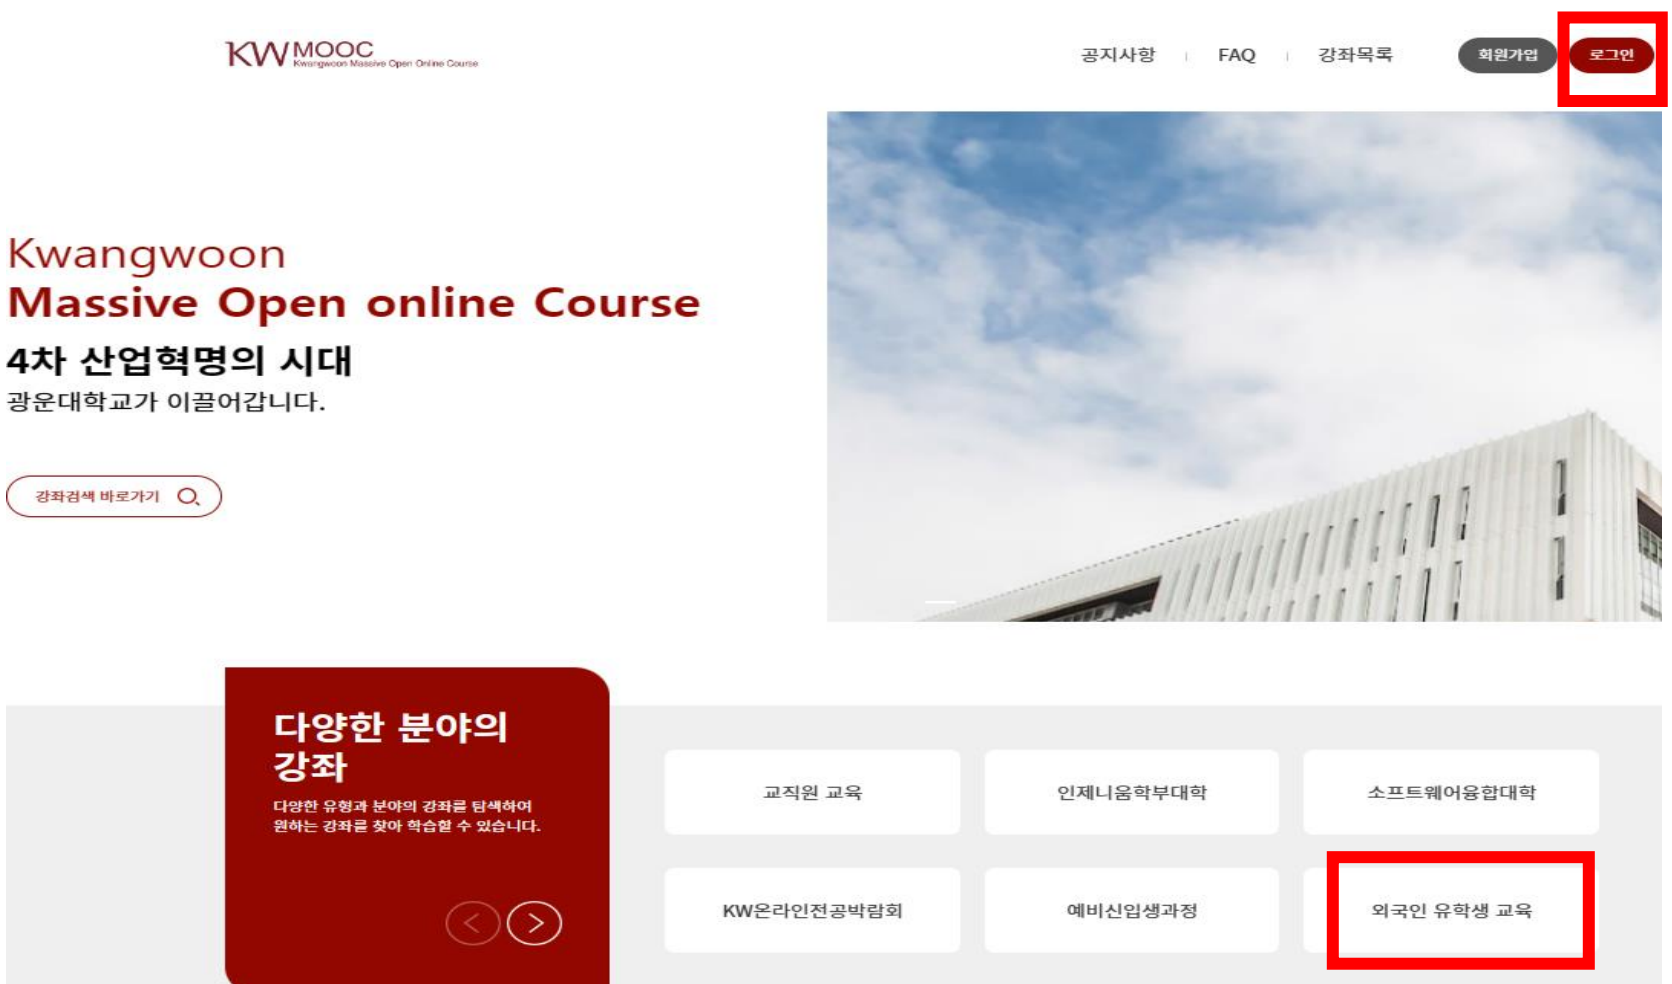 KW MOOC
Kwangwoon Massive Open Online Course
공지사항
FAQ
강좌목록
회원가입
로그인
Kwangwoon
Massive Open online Course
4차 산업혁명의 시대
광운대학교가 이끌어갑니다.
강좌검색 바로가기
다양한 분야의
강좌
다양한 유형과 분야의 강좌를 탐색하여
원하는 강좌를 찾아 학습할 수 있습니다.
교직원 교육
인제니움학부대학
소프트웨어융합대학
KW온라인전공박람회
예비신입생과정
외국인 유학생 교육